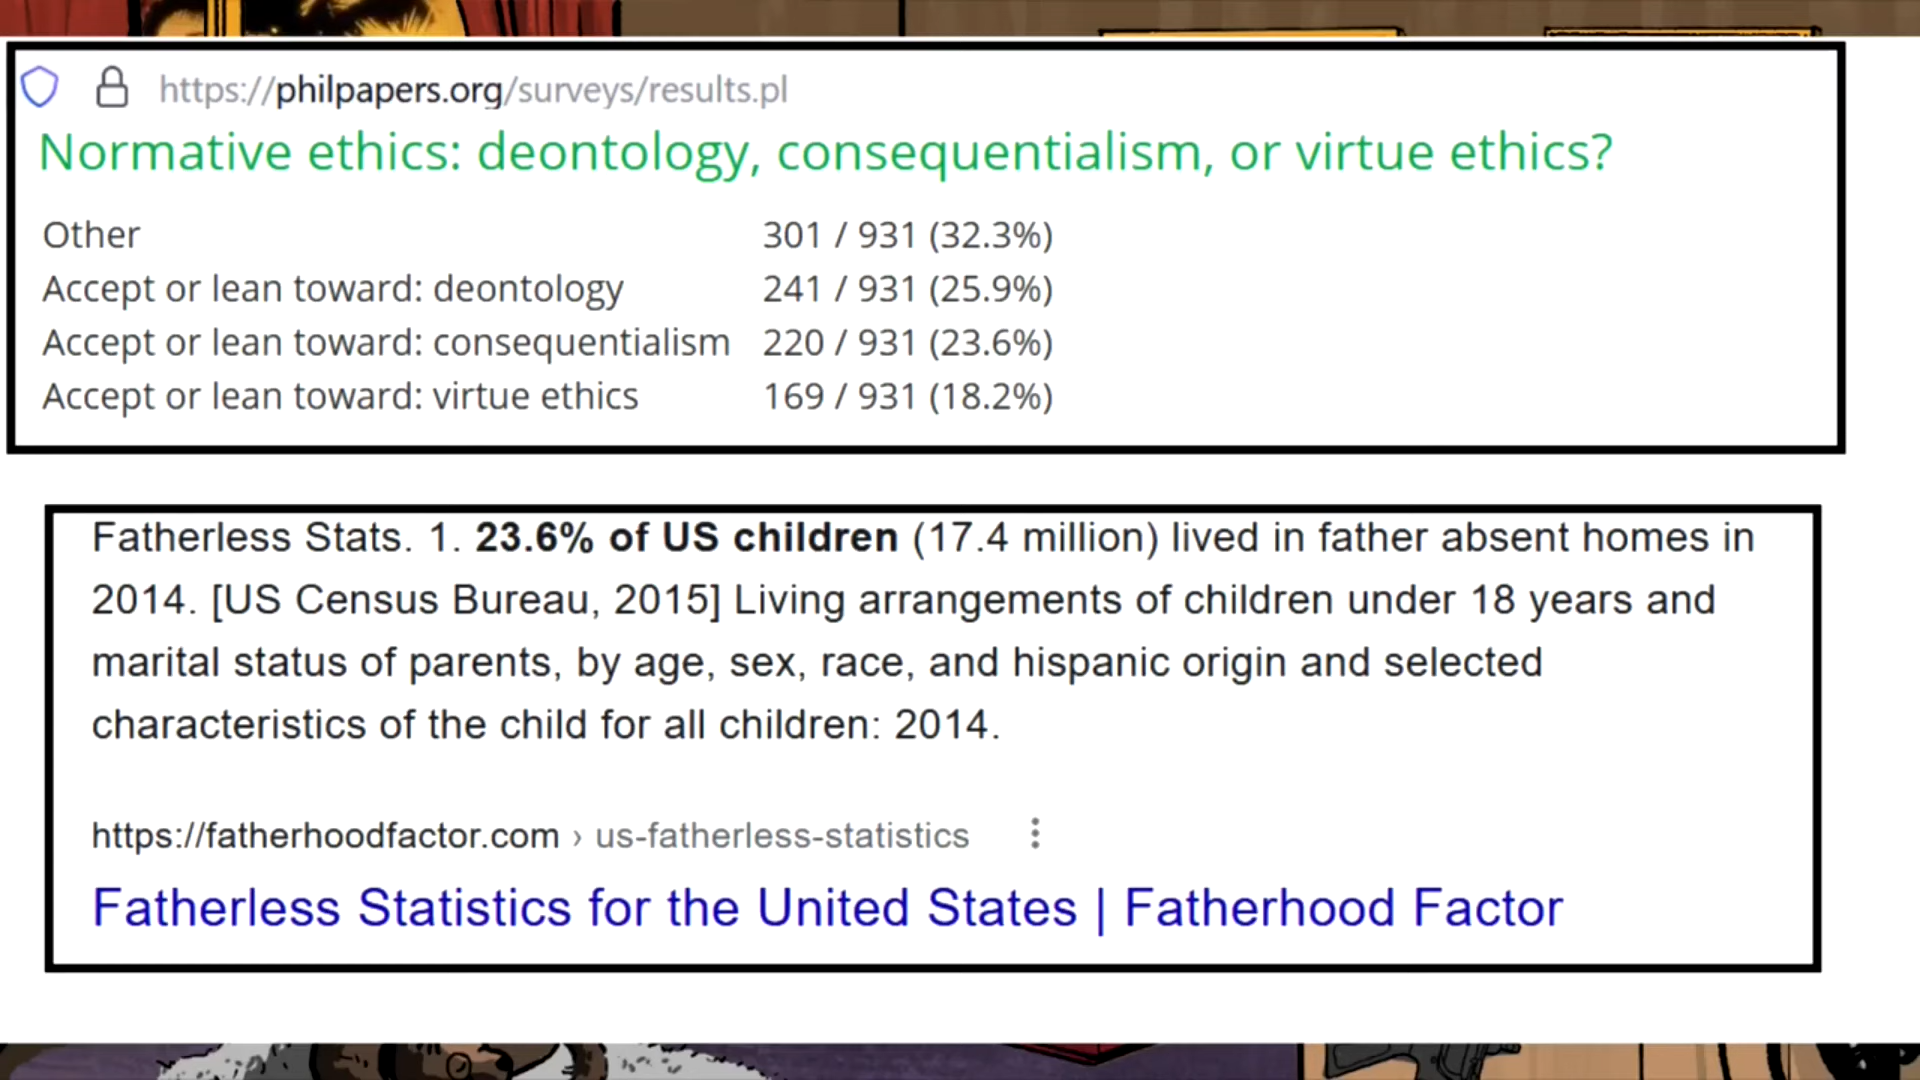 https://philpapers.org/surveys/results.pl
Normative ethics: deontology, consequentialism, or virtue ethics?
Other 301 / 931 (32.3%)
Accept or lean toward: deontology 241 / 931 (25.9%)
Accept or lean toward: consequentialism 220 / 931 (23.6%)
Accept or lean toward: virtue ethics 169 / 931 (18.2%)
Fatherless Stats. 1. 23.6% of US children (17.4 million) lived in father absent homes in
2014. [US Census Bureau, 2015] Living arrangements of children under 18 years and
marital status of parents, by age, sex, race, and hispanic origin and selected
characteristics of the child for all children: 2014.
https://fatherhoodfactor.com › us-fatherless-statistics
Fatherless Statistics for the United States | Fatherhood Factor